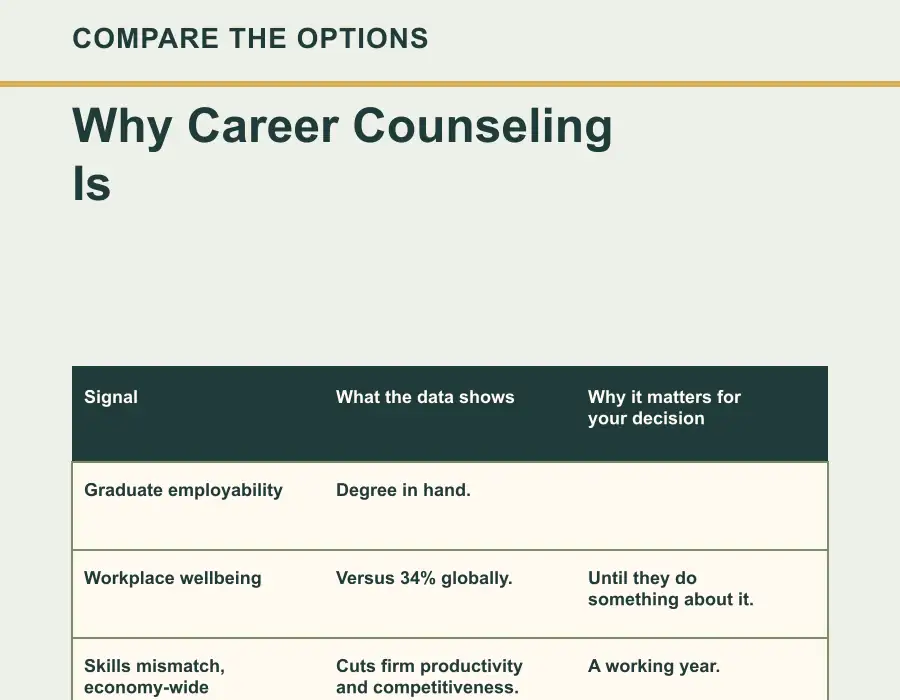 COMPARE THE OPTIONS
Why Career Counseling
Is
Signal
What the data shows
Why it matters for
your decision
Graduate employability
Degree in hand.
Workplace wellbeing
Versus 34% globally.
Until they do
something about it.
Skills mismatch,
economy-wide
Cuts firm productivity
and competitiveness.
A working year.